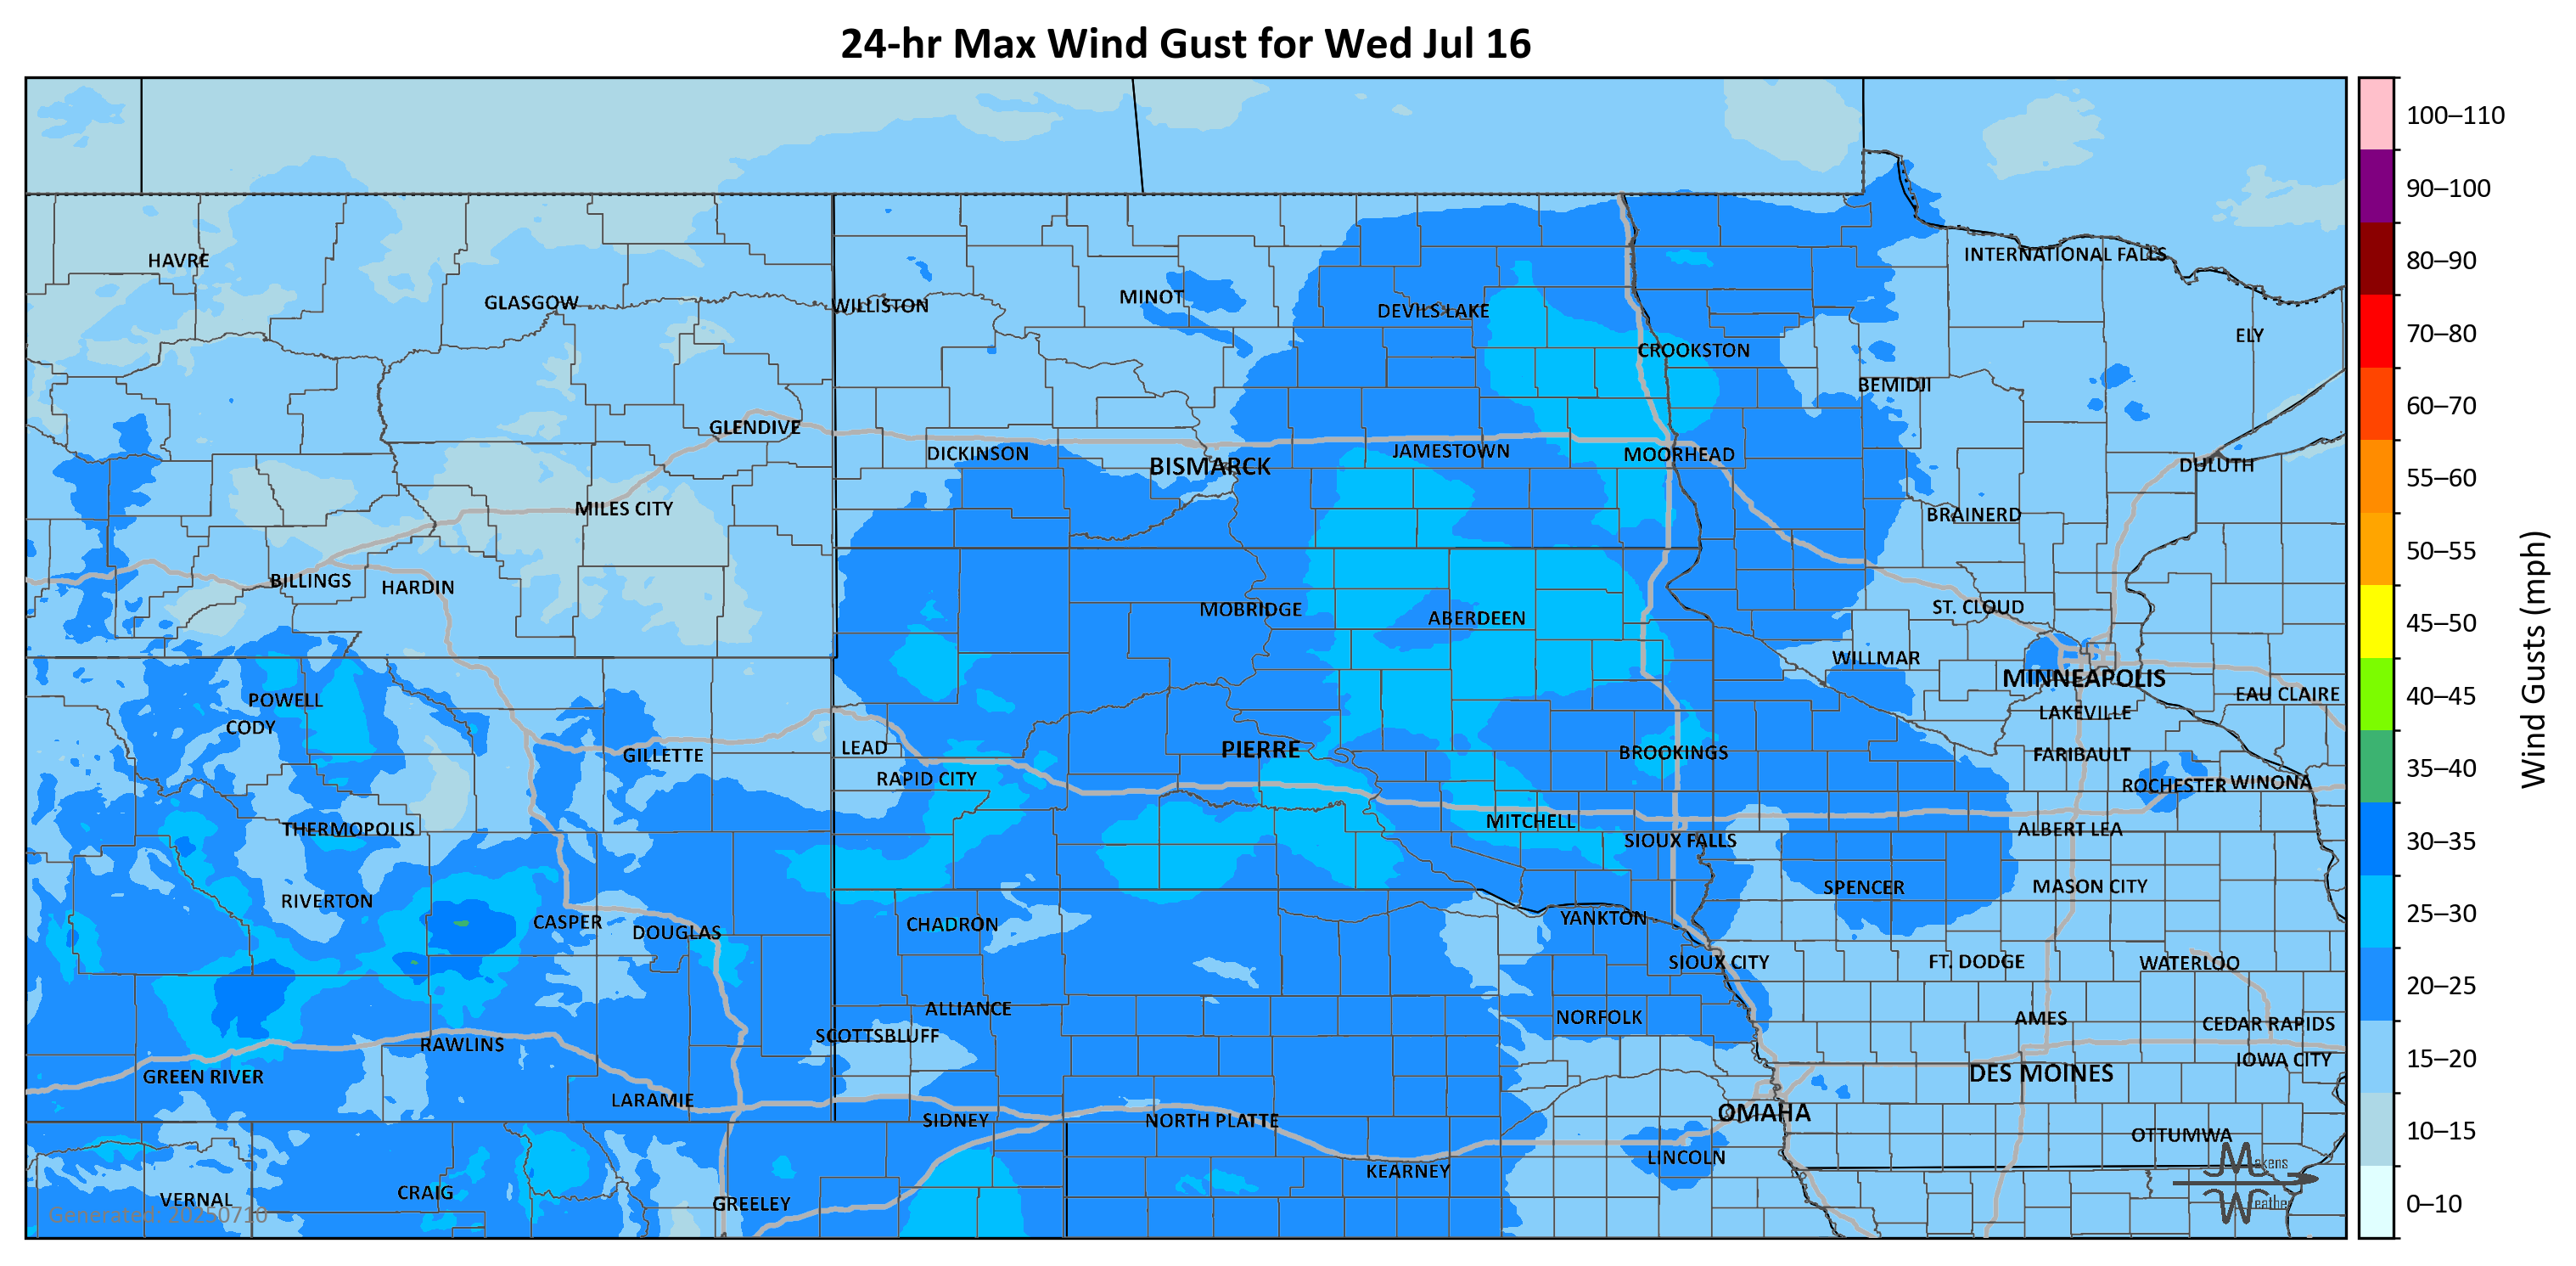 24-hr Max Wind Gust for Wed Jul 16
100–110
90–100
80–90
70–80
60–70
55–60
50–55
45–50
40–45
35–40
30–35
25–30
20–25
15–20
10–15
0–10
Wind Gusts (mph)
HAVRE
GLASGOW
WILLISTON
MINOT
DEVILS LAKE
INTERNATIONAL FALLS
ELY
CROOKSTON
BEMIDJI
GLENDIVE
DICKINSON
BISMARCK
JAMESTOWN
MOORHEAD
DULUTH
MILES CITY
BRAINERD
BILLINGS
HARDIN
MOBRIDGE
ABERDEEN
ST. CLOUD
WILLMAR
MINNEAPOLIS
EAU CLAIRE
POWELL
CODY
LAKEVILLE
GILLETTE
LEAD
PIERRE
BROOKINGS
FARIBAULT
RAPID CITY
ROCHESTER
WINONA
THERMOPOLIS
MITCHELL
SIOUX FALLS
ALBERT LEA
RIVERTON
SPENCER
MASON CITY
CASPER
DOUGLAS
CHADRON
YANKTON
SIOUX CITY
FT. DODGE
WATERLOO
ALLIANCE
NORFOLK
AMES
CEDAR RAPIDS
SCOTTSBLUFF
RAWLINS
IOWA CITY
GREEN RIVER
DES MOINES
LARAMIE
OMAHA
SIDNEY
NORTH PLATTE
OTTUMWA
LINCOLN
KEARNEY
VERNAL
CRAIG
GREELEY
Generated: 20250710
Makens
Weather